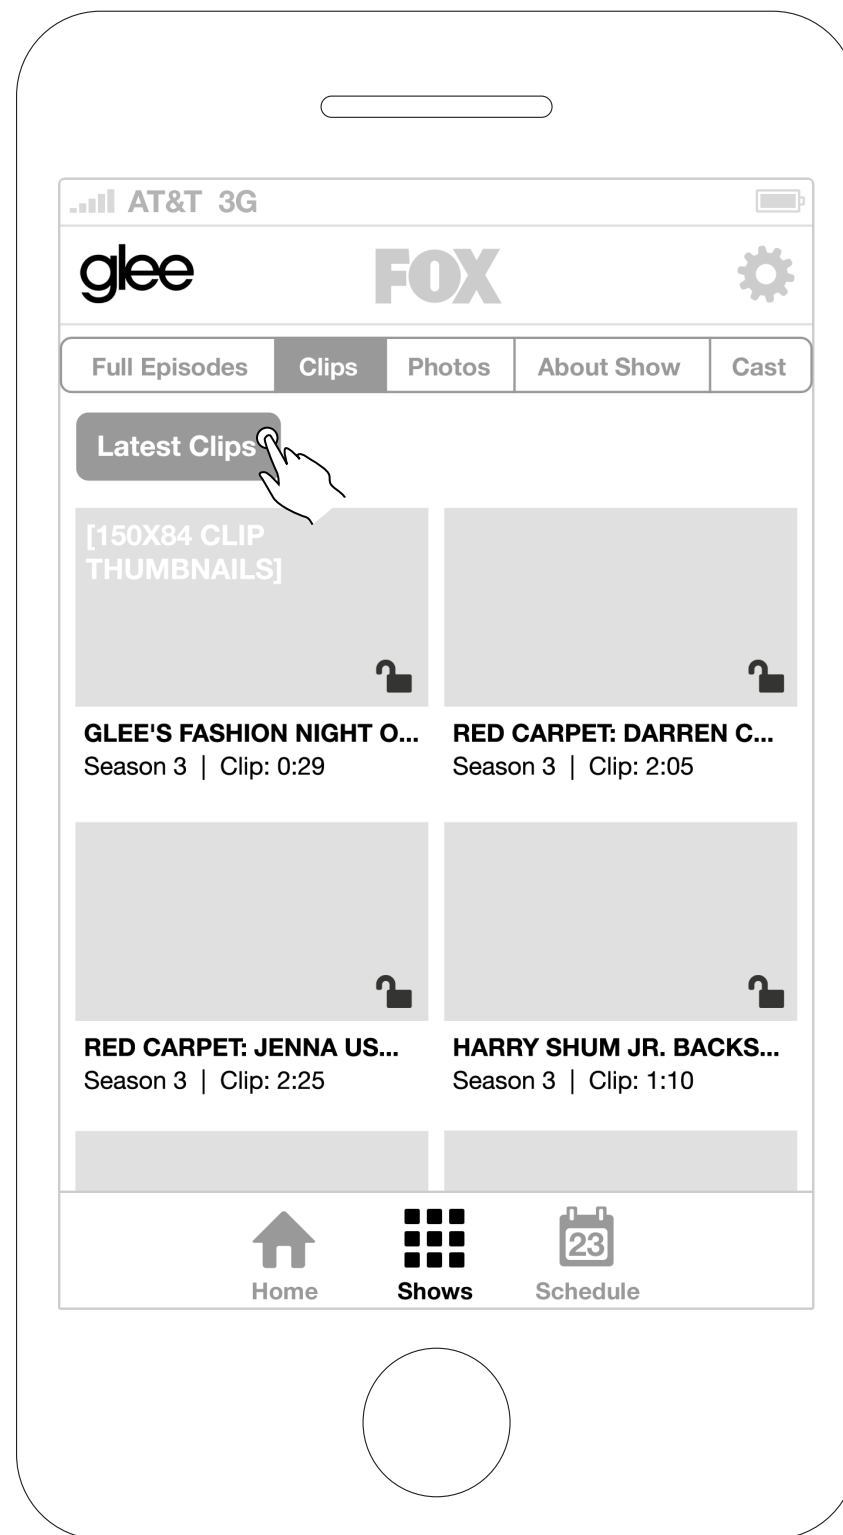 AT&T 3G
glee FOX
Full Episodes Clips Photos About Show Cast
Latest Clips
[150X84 CLIP
THUMBNAILS]
GLEE'S FASHION NIGHT O...
Season 3 | Clip: 0:29
RED CARPET: DARREN C...
Season 3 | Clip: 2:05
RED CARPET: JENNA US...
Season 3 | Clip: 2:25
HARRY SHUM JR. BACKS...
Season 3 | Clip: 1:10
23
Home Shows Schedule